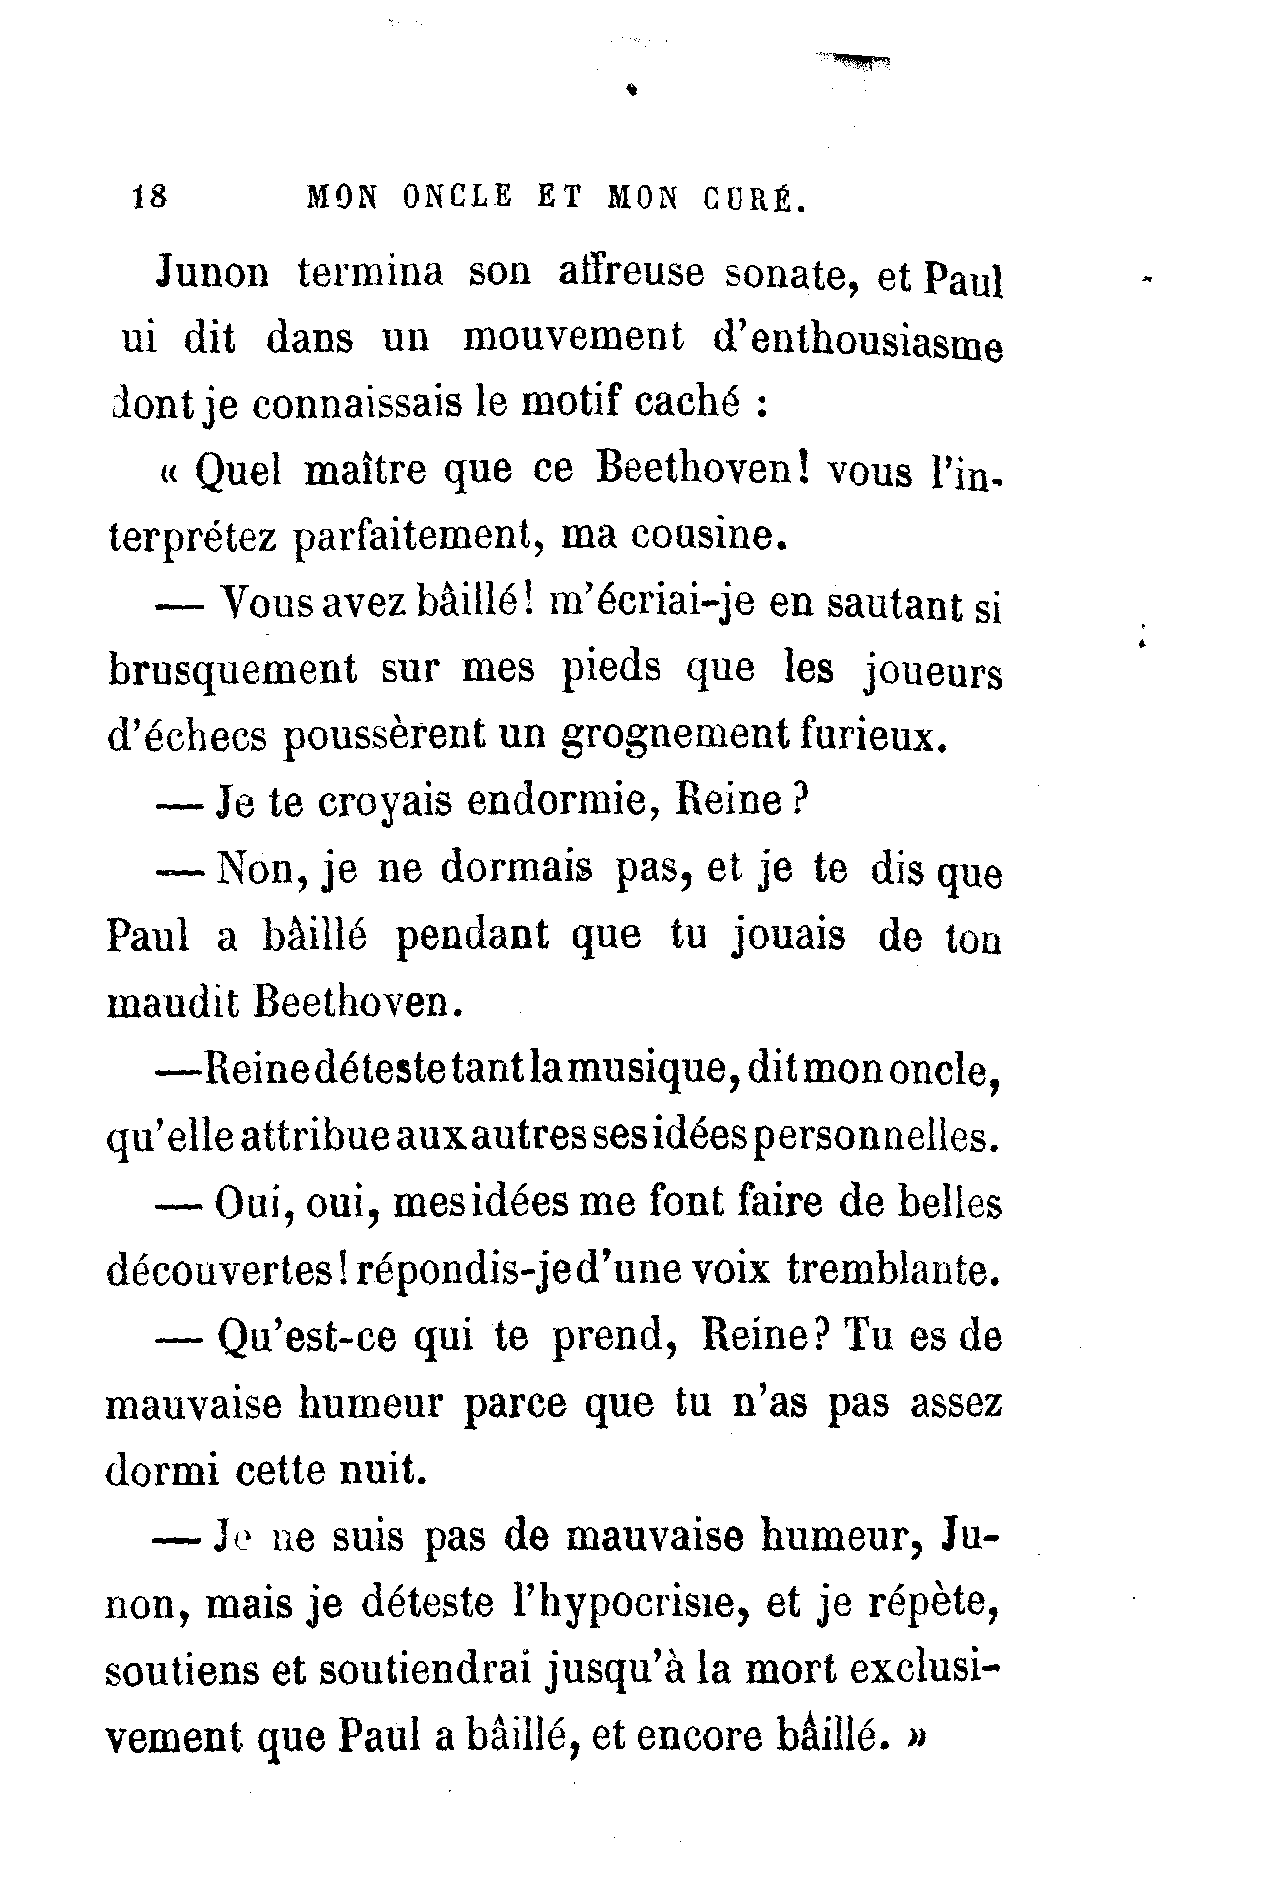 18 MON ONCLE ET MON CURÉ.
Junon termina son affreuse sonate, et Paul
ui dit dans un mouvement d'enthousiasme
dont je connaissais le motif caché :
« Quel maître que ce Beethoven! vous l'in-
terprétez parfaitement, ma cousine.
— Vous avez bâillé! m'écriai-je en sautant si
brusquement sur mes pieds que les joueurs
d'échecs poussèrent un grognement furieux.
— Je te croyais endormie, Reine ?
— Non, je ne dormais pas, et je te dis que
Paul a bâillé pendant que tu jouais de ton
maudit Beethoven.
— Reine déteste tant la musique, dit mon oncle,
qu'elle attribue aux autres ses idées personnelles.
— Oui, oui, mes idées me font faire de belles
découvertes! répondis-je d'une voix tremblante.
— Qu'est-ce qui te prend, Reine? Tu es de
mauvaise humeur parce que tu n'as pas assez
dormi cette nuit.
— Je ne suis pas de mauvaise humeur, Ju-
non, mais je déteste l'hypocrisie, et je répète,
soutiens et soutiendrai jusqu'à la mort exclusi-
vement que Paul a bâillé, et encore bâillé. »